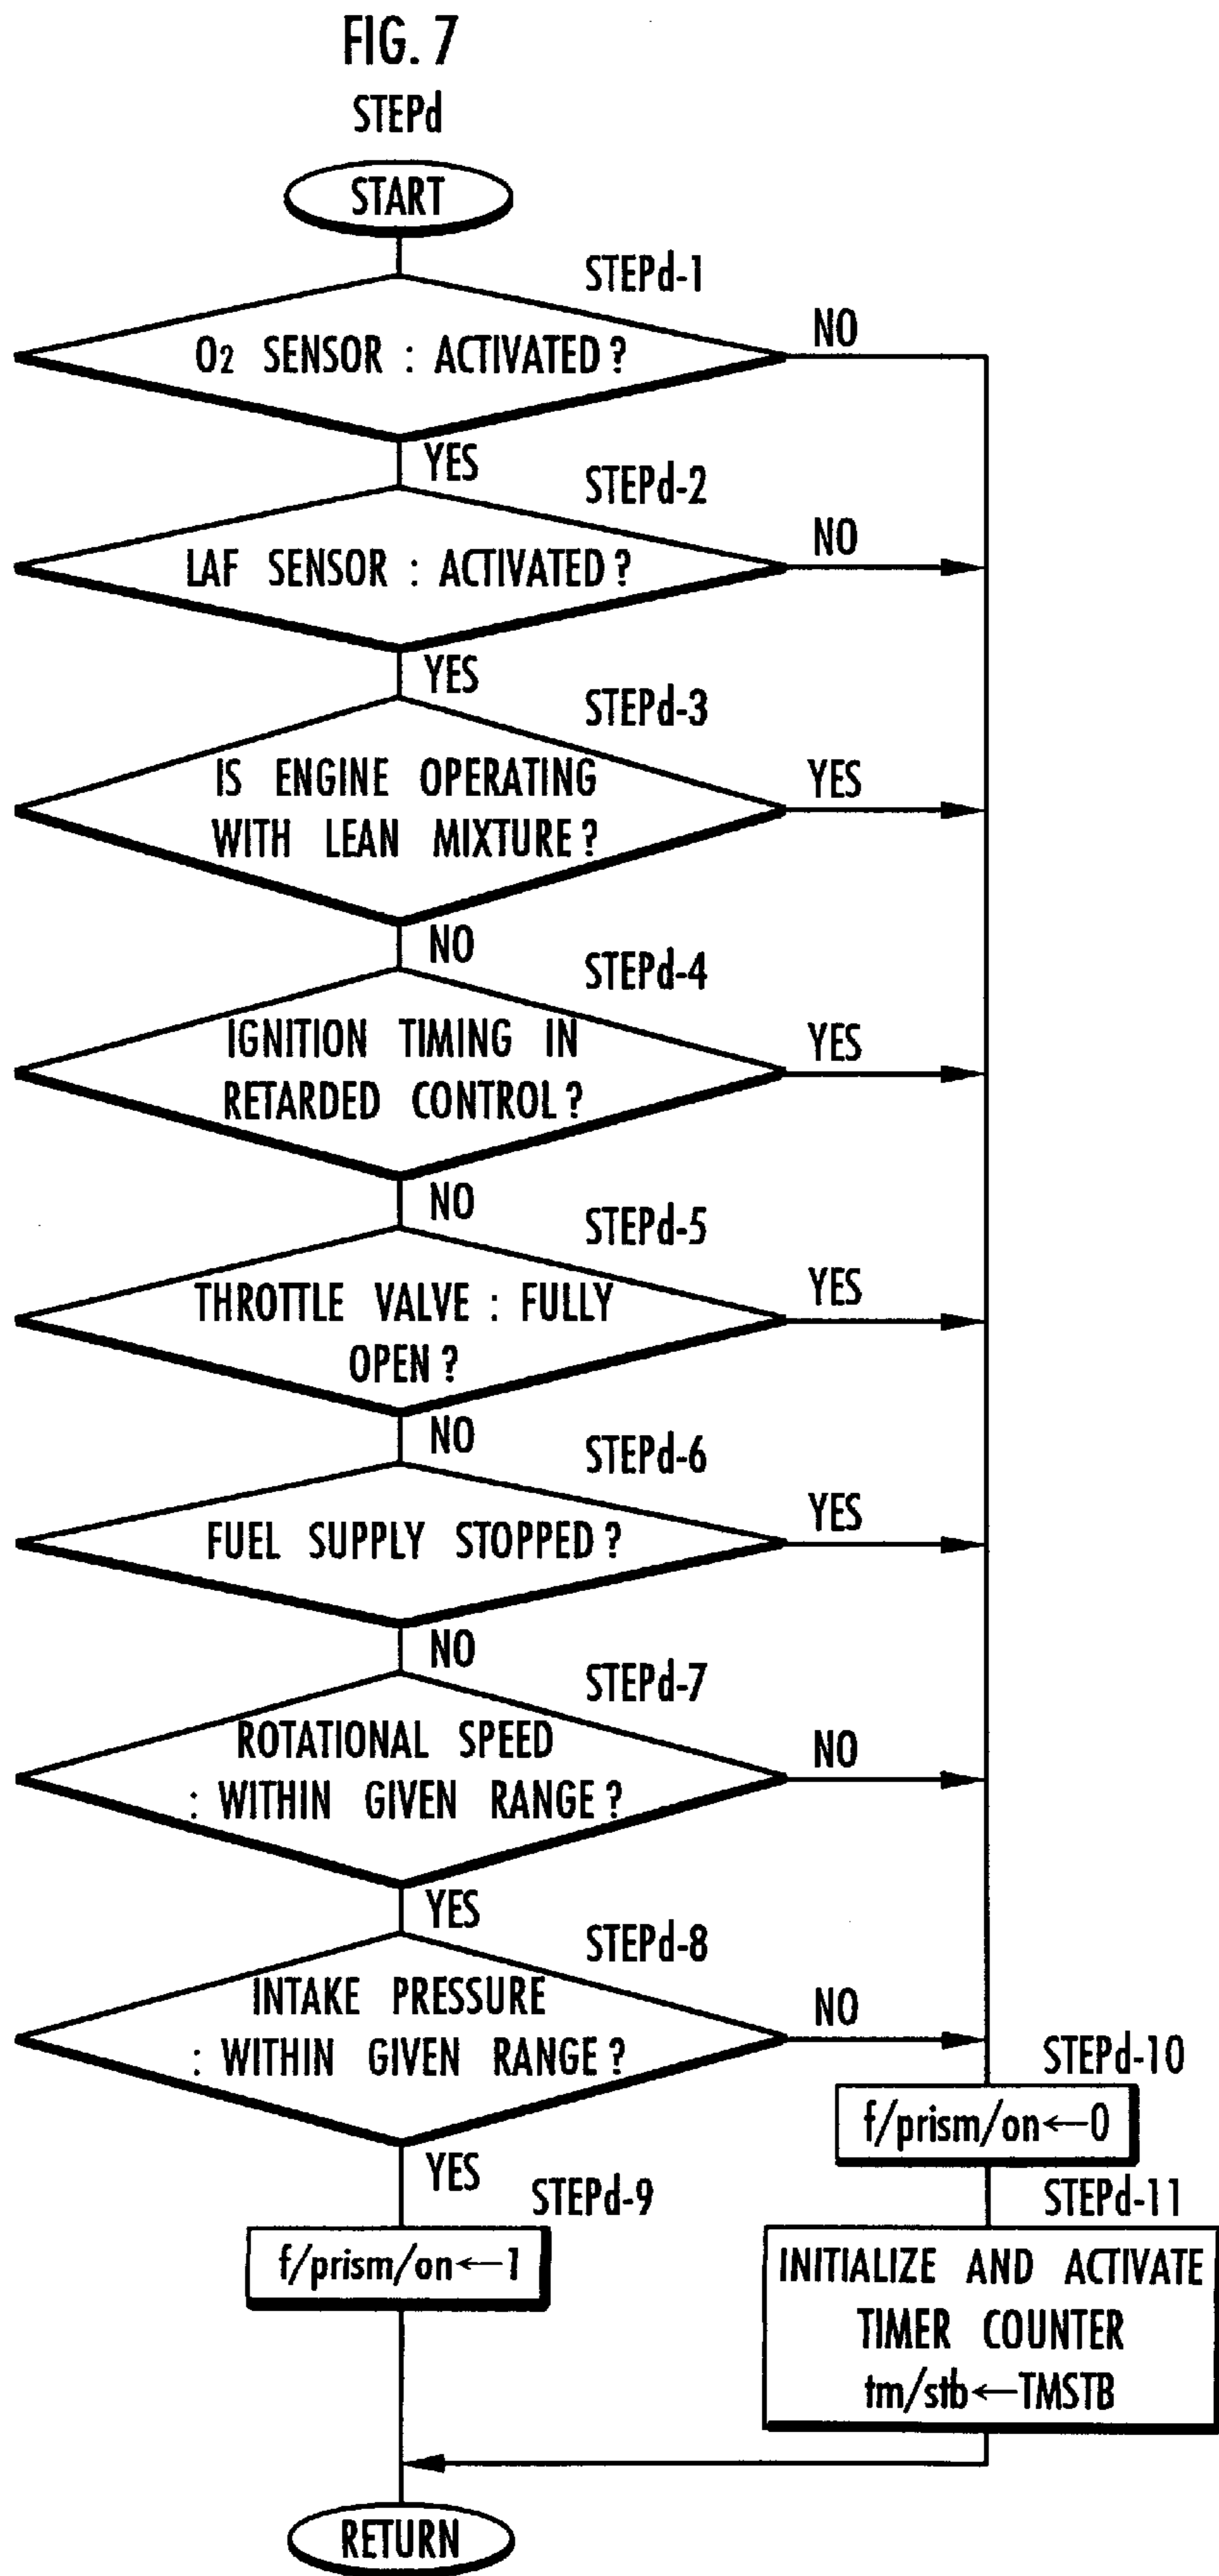 FIG. 7
STEPd
START
STEPd-1
O2 SENSOR : ACTIVATED?
NO
YES
STEPd-2
LAF SENSOR : ACTIVATED?
NO
YES
STEPd-3
IS ENGINE OPERATING
WITH LEAN MIXTURE?
YES
NO
STEPd-4
IGNITION TIMING IN
RETARDED CONTROL?
YES
NO
STEPd-5
THROTTLE VALVE : FULLY
OPEN?
YES
NO
STEPd-6
FUEL SUPPLY STOPPED?
YES
NO
STEPd-7
ROTATIONAL SPEED
: WITHIN GIVEN RANGE?
NO
YES
STEPd-8
INTAKE PRESSURE
: WITHIN GIVEN RANGE?
NO
YES
STEPd-9
f/prism/on←1
STEPd-10
f/prism/on←0
STEPd-11
INITIALIZE AND ACTIVATE
TIMER COUNTER
tm/stb←TMSTB
RETURN